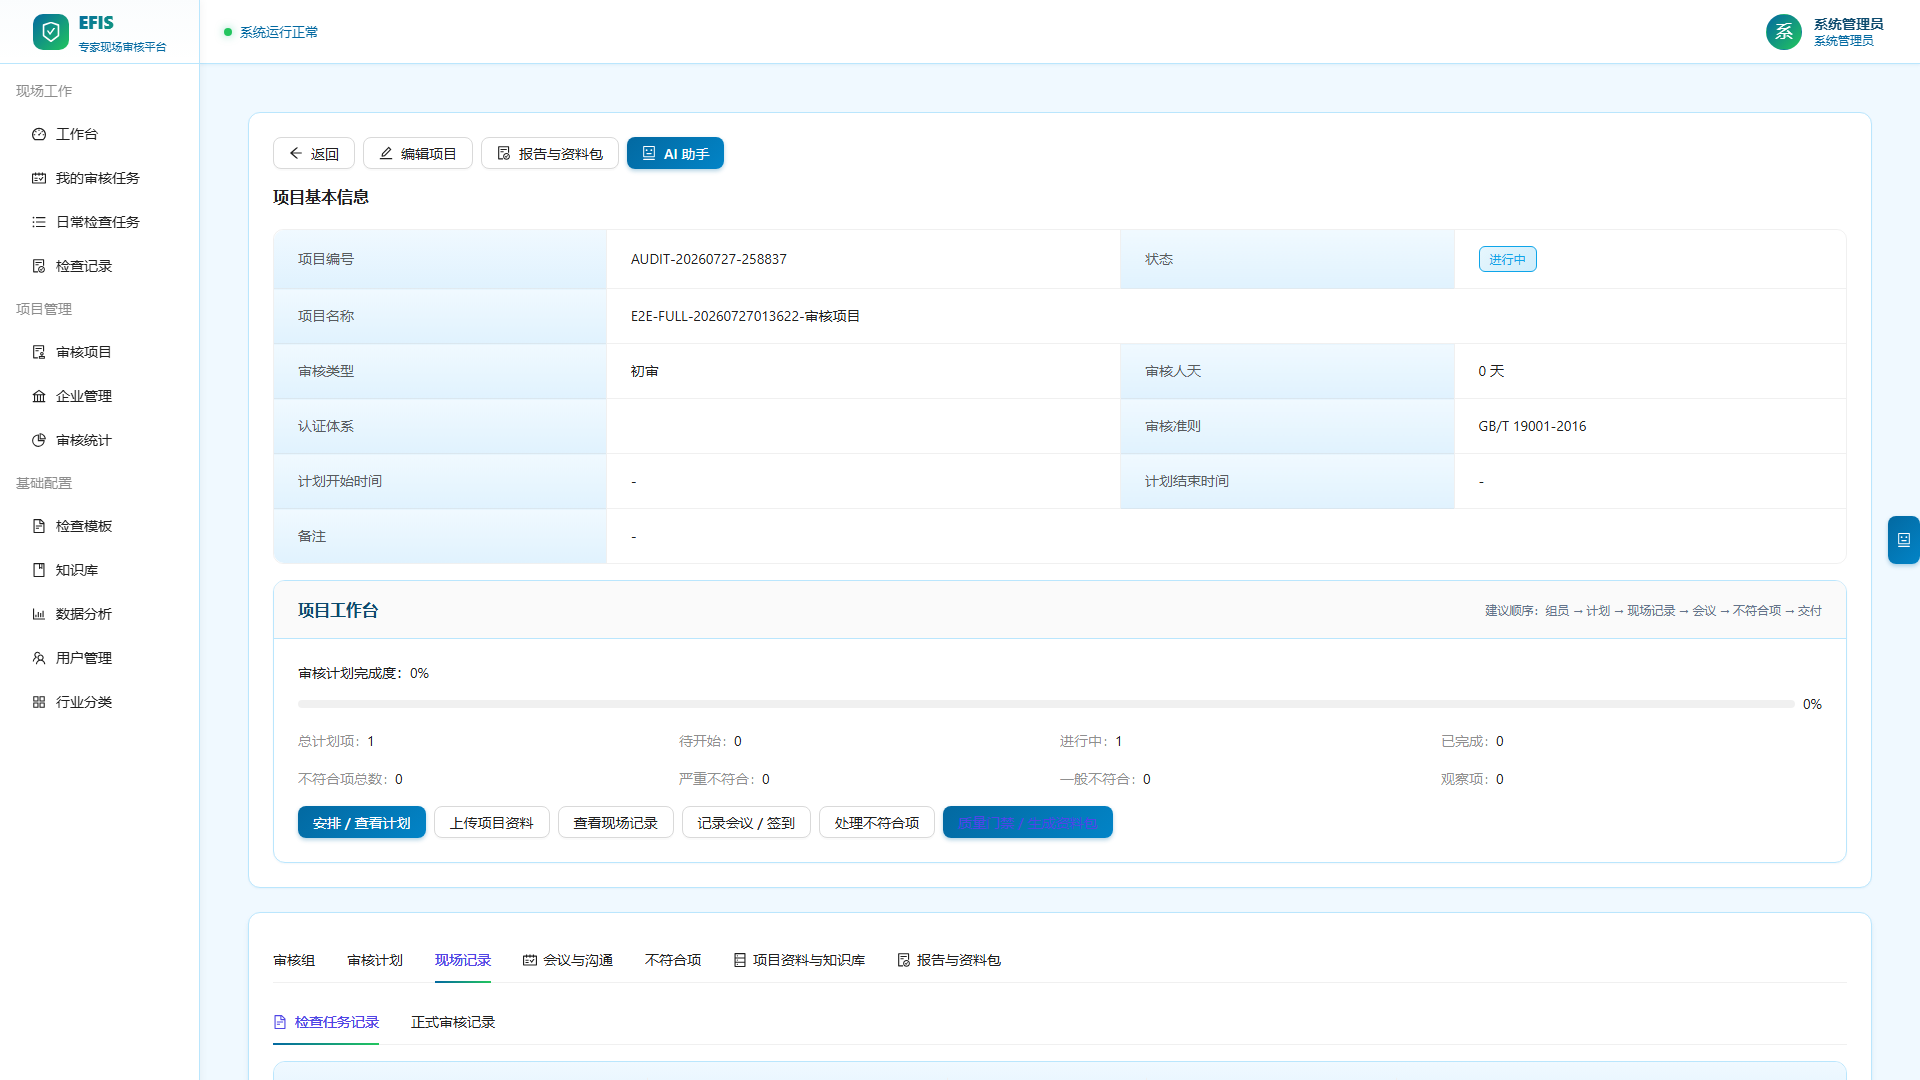 EFIS
专家现场审核平台
系统运行正常
系
系统管理员
系统管理员
现场工作
工作台
我的审核任务
日常检查任务
检查记录
项目管理
审核项目
企业管理
审核统计
基础配置
检查模板
知识库
数据分析
用户管理
行业分类
返回
编辑项目
报告与资料包
AI 助手
项目基本信息
项目编号 AUDIT-20260727-258837 状态 进行中
项目名称 E2E-FULL-20260727013622-审核项目
审核类型 初审 审核人天 0 天
认证体系 审核准则 GB/T 19001-2016
计划开始时间 - 计划结束时间 -
备注 -
项目工作台 建议顺序：组员 → 计划 → 现场记录 → 会议 → 不符合项 → 交付
审核计划完成度：0%
0%
总计划项：1 待开始：0 进行中：1 已完成：0
不符合项总数：0 严重不符合：0 一般不符合：0 观察项：0
安排 / 查看计划 上传项目资料 查看现场记录 记录会议 / 签到 处理不符合项
审核组 审核计划 现场记录 会议与沟通 不符合项 项目资料与知识库 报告与资料包
检查任务记录 正式审核记录